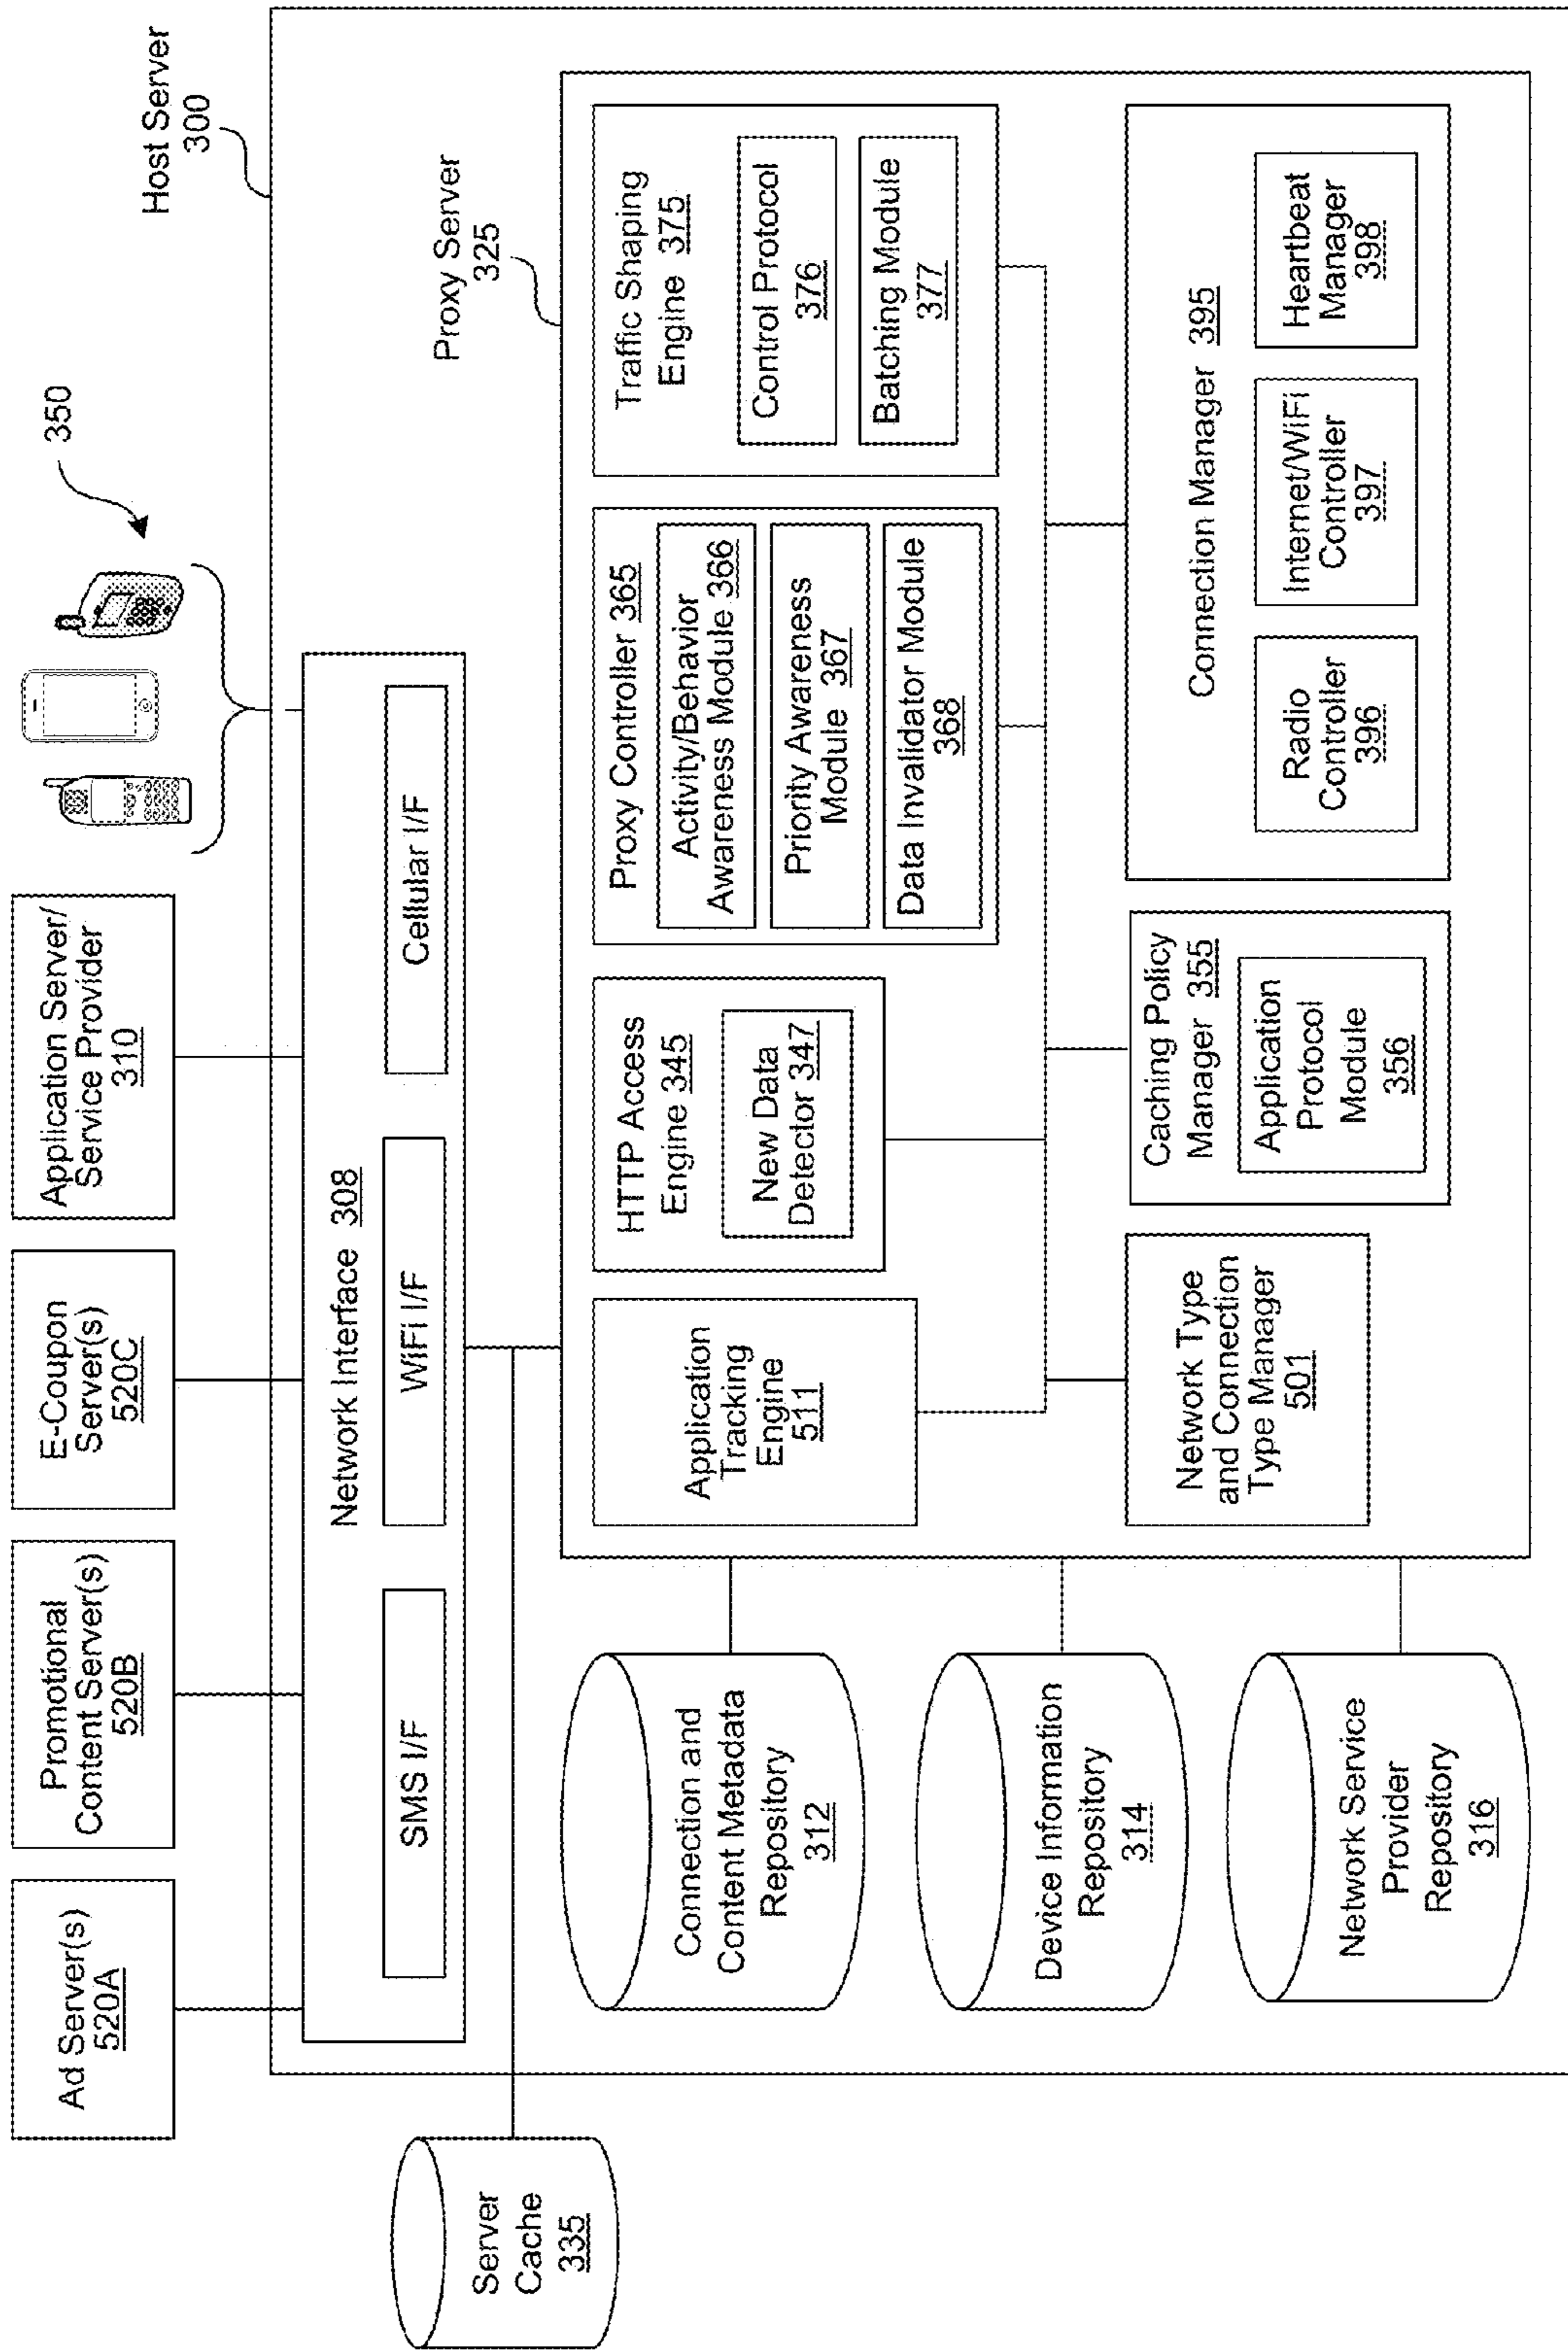 Ad Server(s)
520A
Promotional
Content Server(s)
520B
E-Coupon
Server(s)
520C
Application Server/
Service Provider
310
350
Host Server
300
Network Interface 308
SMS I/F
WiFi I/F
Cellular I/F
Server
Cache
335
Proxy Server
325
Connection and
Content Metadata
Repository
312
Device Information
Repository
314
Network Service
Provider
Repository
316
Application
Tracking
Engine
511
HTTP Access
Engine 345
New Data
Detector 347
Proxy Controller 365
Activity/Behavior
Awareness Module 366
Priority Awareness
Module 367
Data Invalidator Module
368
Traffic Shaping
Engine 375
Control Protocol
376
Batching Module
377
Network Type
and Connection
Type Manager
501
Caching Policy
Manager 355
Application
Protocol
Module
356
Connection Manager 395
Radio
Controller
396
Internet/WiFi
Controller
397
Heartbeat
Manager
398